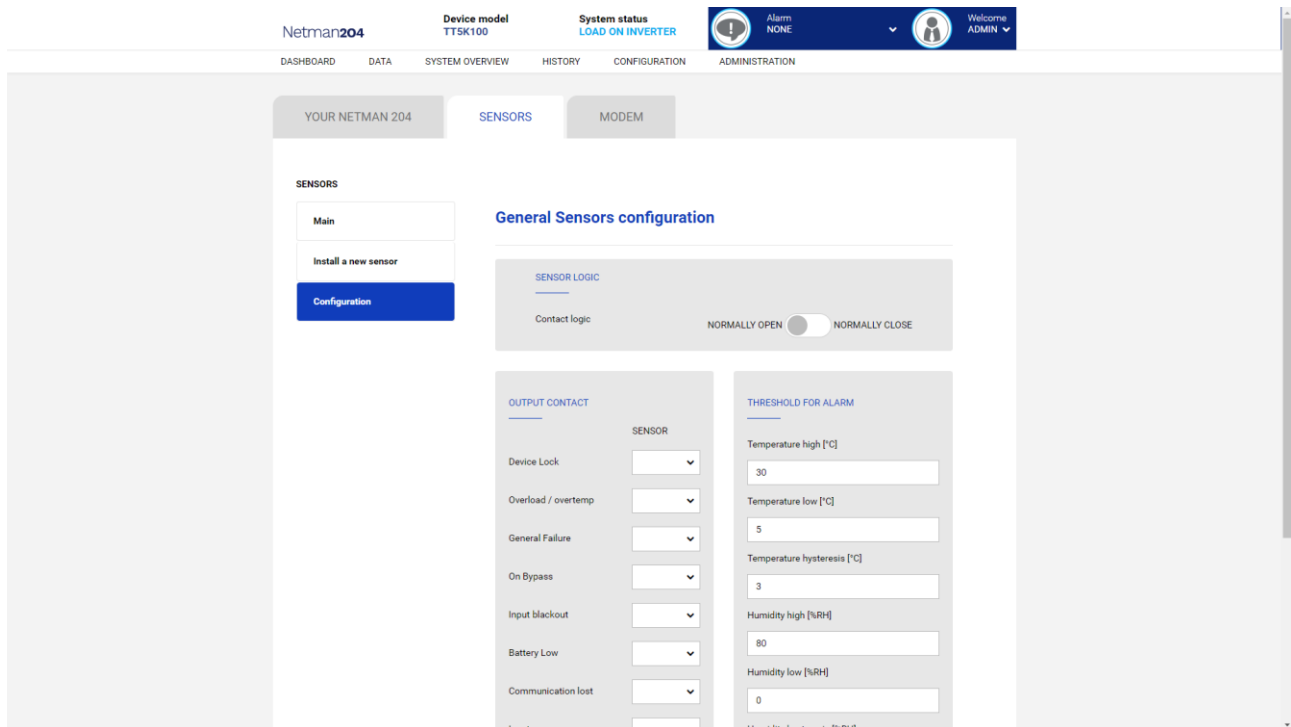 Netman204
Device model
TT5K100
System status
LOAD ON INVERTER
Alarm
NONE
Welcome
ADMIN
DASHBOARD DATA SYSTEM OVERVIEW HISTORY CONFIGURATION ADMINISTRATION
YOUR NETMAN 204 SENSORS MODEM
SENSORS
Main
Install a new sensor
Configuration
General Sensors configuration
SENSOR LOGIC
Contact logic
NORMALLY OPEN NORMALLY CLOSE
OUTPUT CONTACT
SENSOR
Device Lock
Overload / overtemp
General Failure
On Bypass
Input blackout
Battery Low
Communication lost
THRESHOLD FOR ALARM
Temperature high [°C]
30
Temperature low [°C]
5
Temperature hysteresis [°C]
3
Humidity high [%RH]
80
Humidity low [%RH]
0